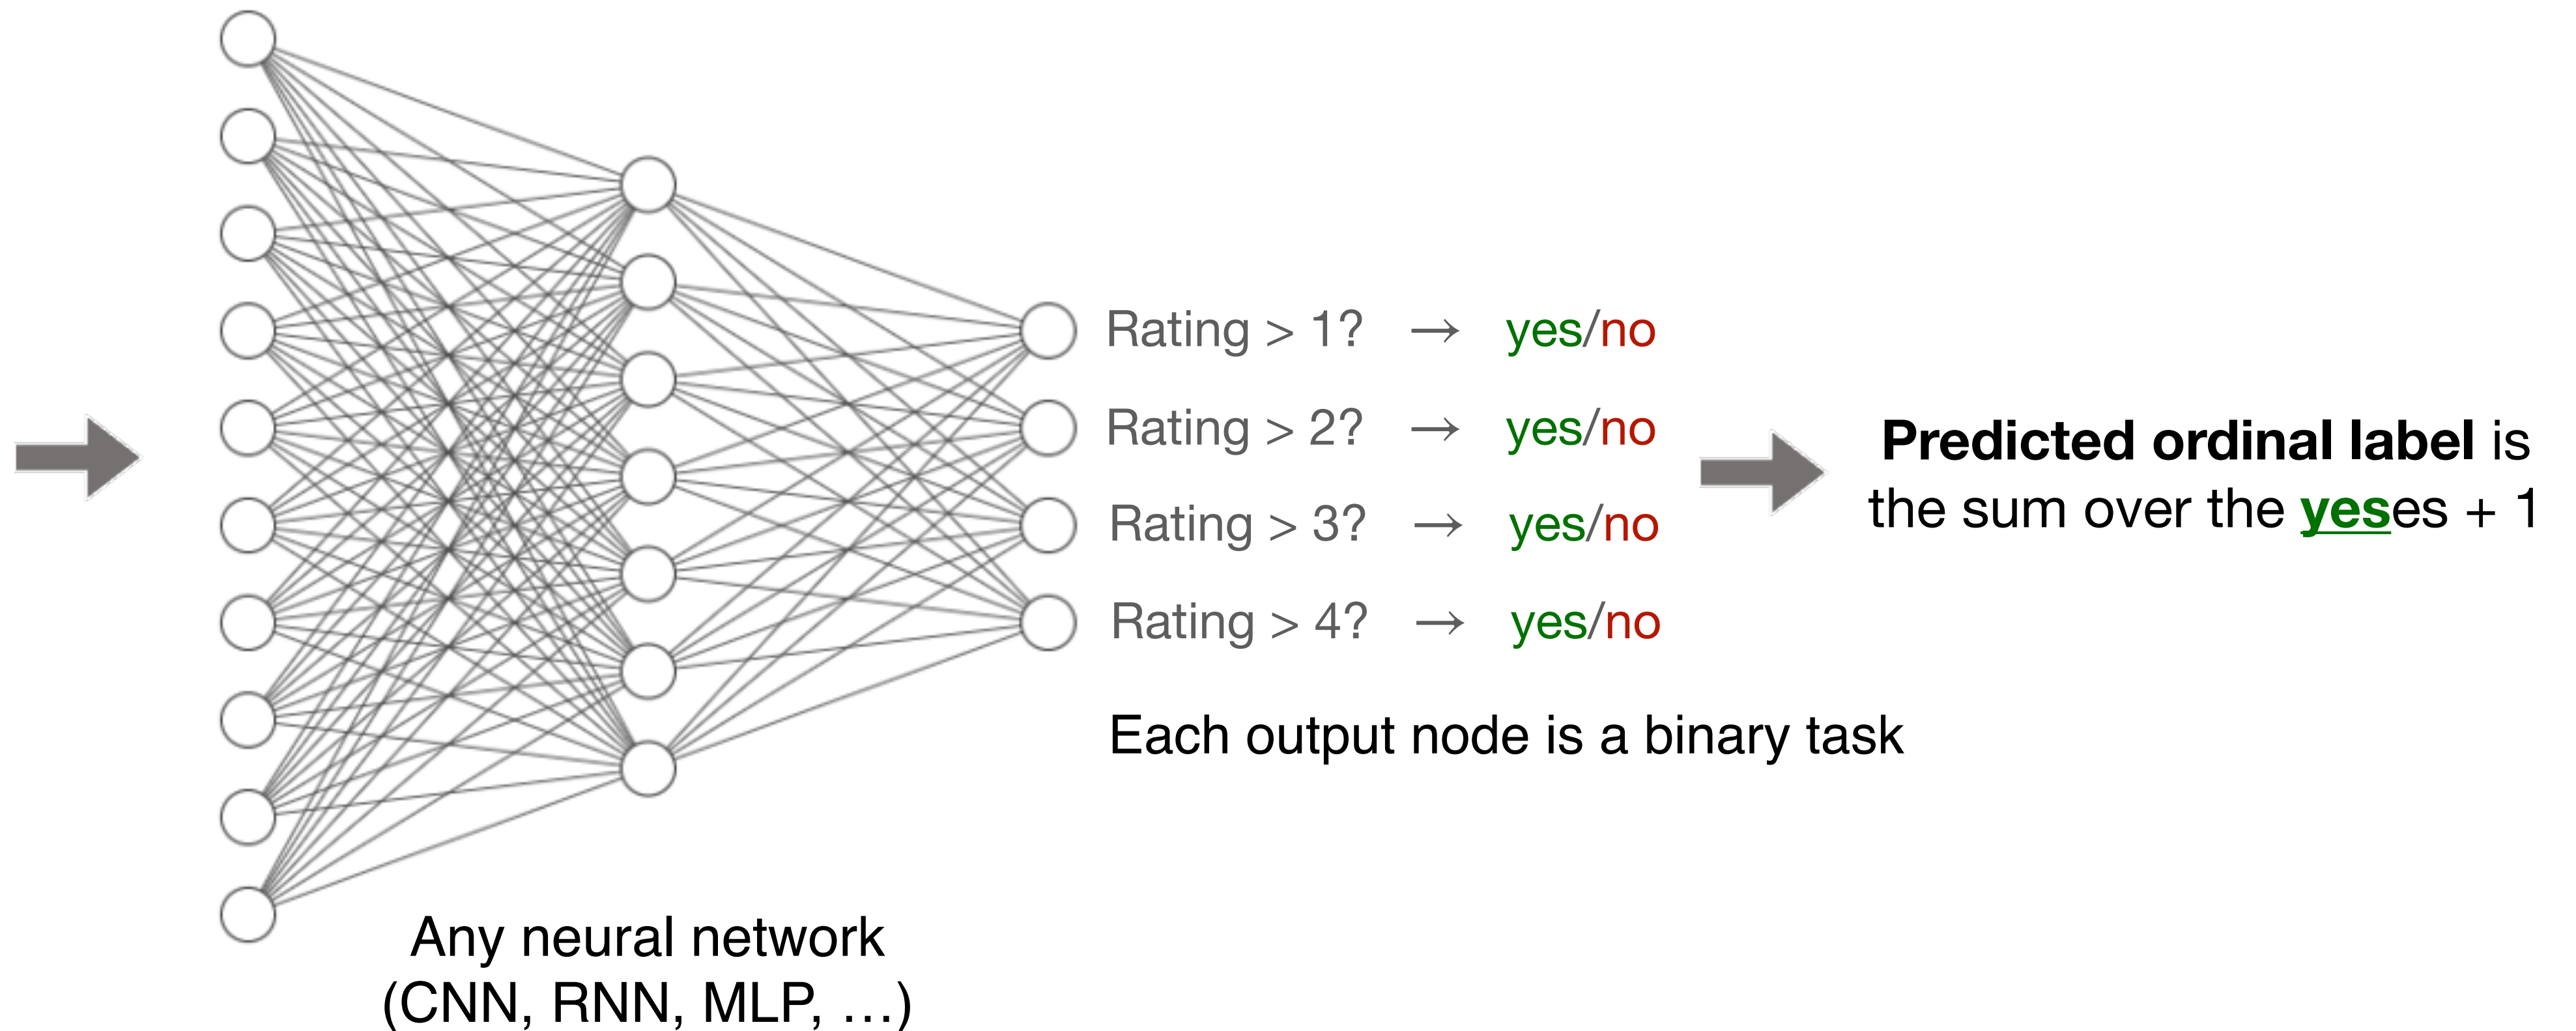 Rating > 1? → yes/no
Rating > 2? → yes/no
Rating > 3? → yes/no
Rating > 4? → yes/no
Each output node is a binary task
Predicted ordinal label is
the sum over the yeses + 1
Any neural network
(CNN, RNN, MLP, …)